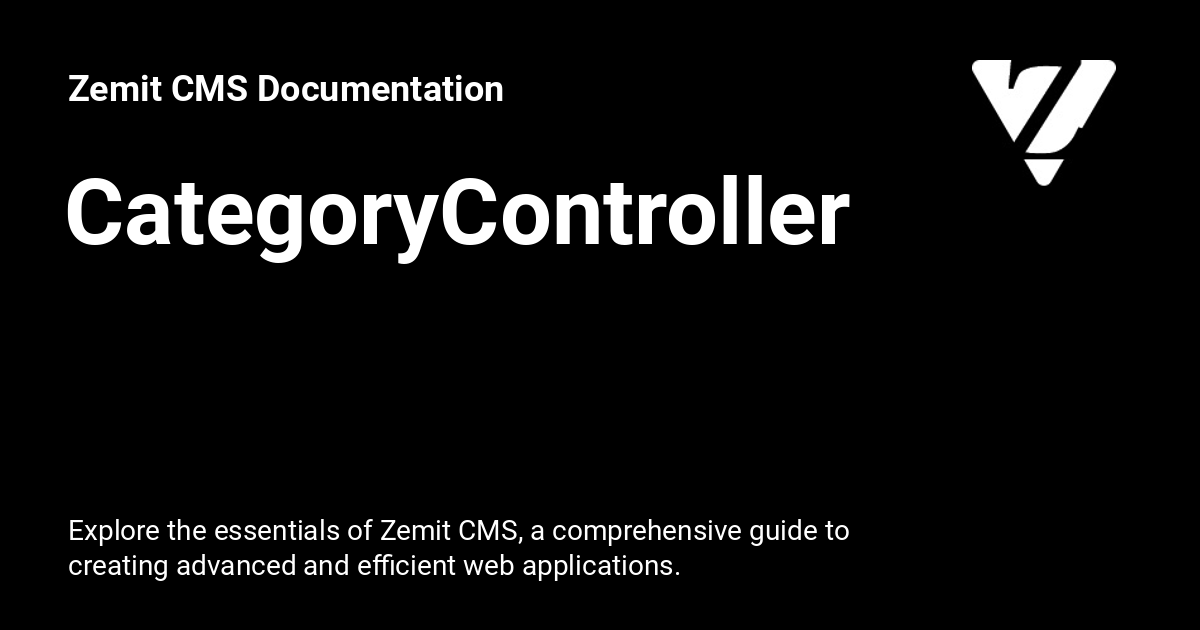 Zemit CMS Documentation
CategoryController
Explore the essentials of Zemit CMS, a comprehensive guide to
creating advanced and efficient web applications.